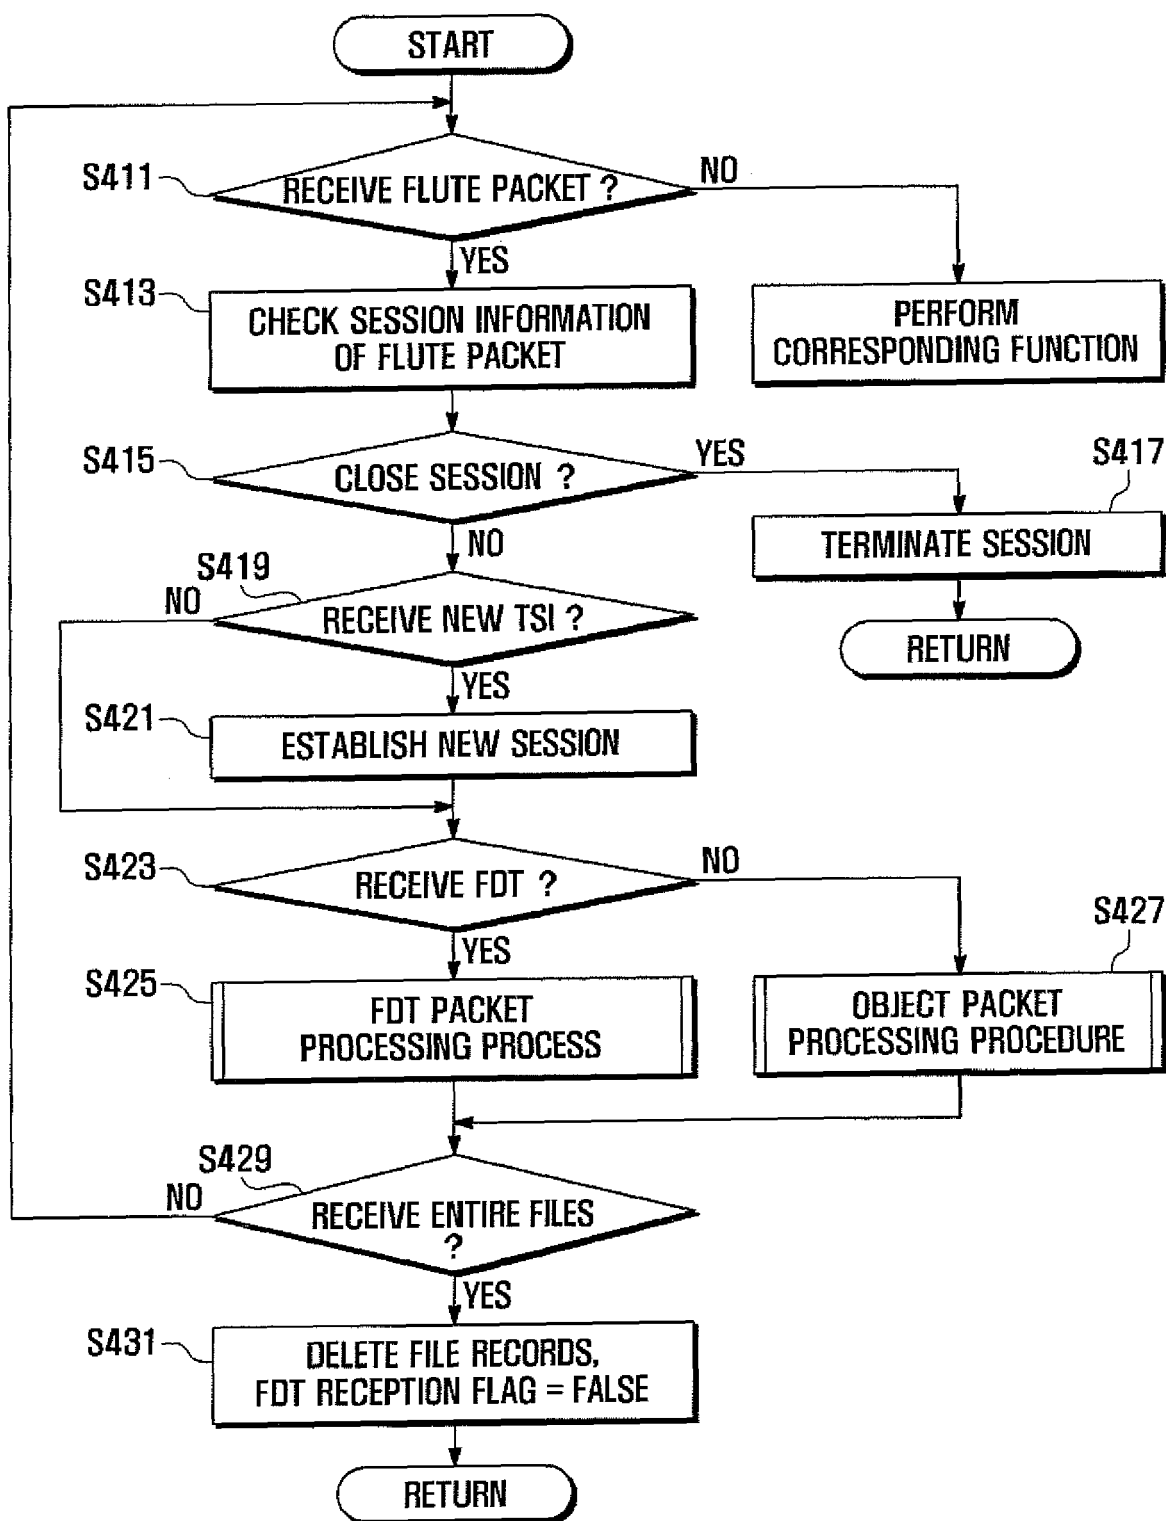 START
S411
RECEIVE FLUTE PACKET ?
NO
YES
S413
CHECK SESSION INFORMATION
OF FLUTE PACKET
PERFORM
CORRESPONDING FUNCTION
S415
CLOSE SESSION ?
YES
S417
NO
TERMINATE SESSION
S419
NO
RECEIVE NEW TSI ?
RETURN
YES
S421
ESTABLISH NEW SESSION
S423
RECEIVE FDT ?
NO
YES
S427
S425
FDT PACKET
PROCESSING PROCESS
OBJECT PACKET
PROCESSING PROCEDURE
S429
NO
RECEIVE ENTIRE FILES
?
YES
S431
DELETE FILE RECORDS,
FDT RECEPTION FLAG = FALSE
RETURN